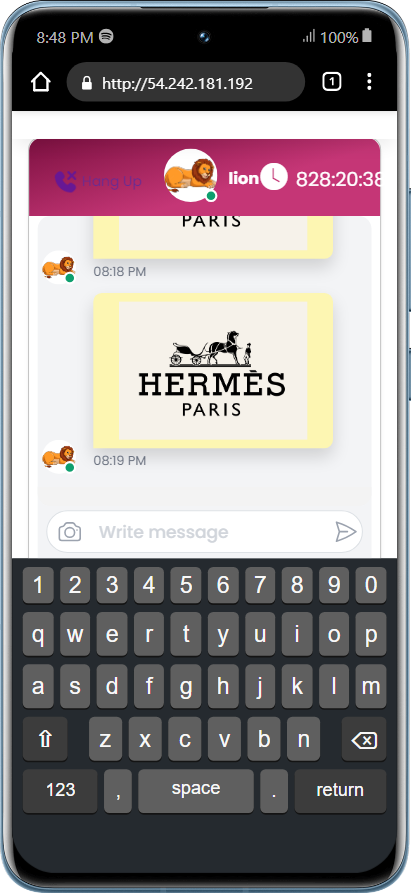 8:48 PM
100%
1
http://54.242.181.192
Hang Up
lion
828:20:38
PARIS
08:18 PM
HERMÈS
PARIS
08:19 PM
Write message
1 2 3 4 5 6 7 8 9 0
q w e r t y u i o p
a s d f g h j k l m
z x c v b n
123 , space . return